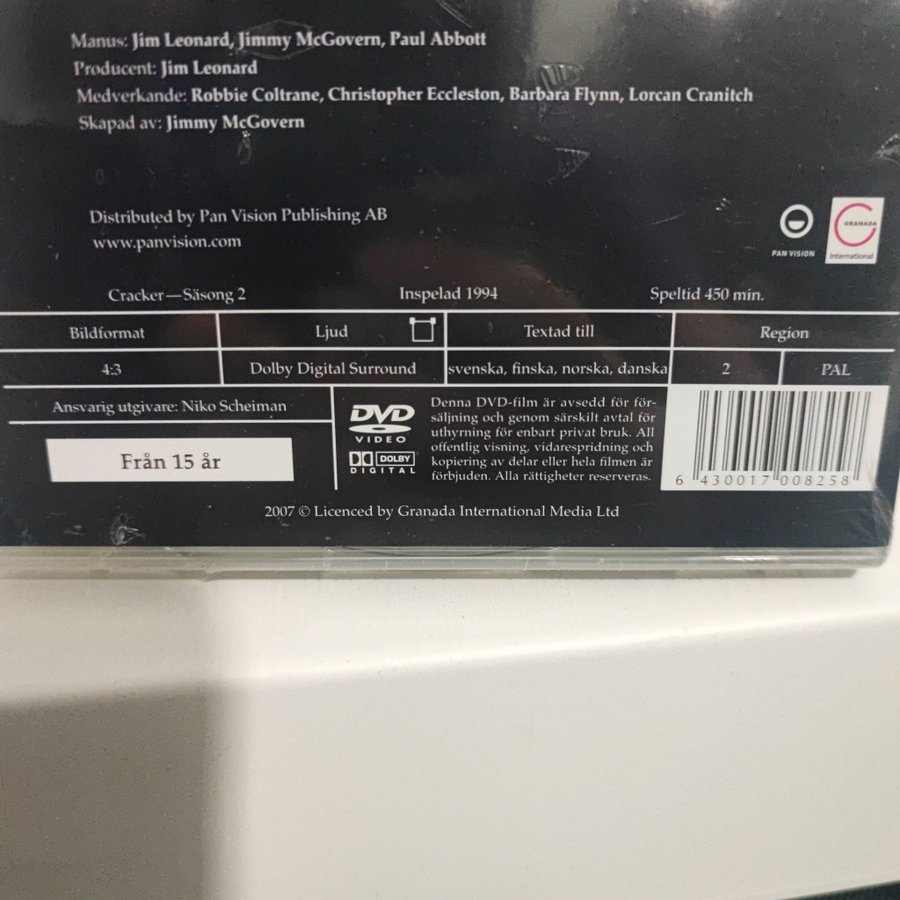 Manus: Jim Leonard, Jimmy McGovern, Paul Abbott
Producent: Jim Leonard
Medverkande: Robbie Coltrane, Christopher Eccleston, Barbara Flynn, Lorcan Cranitch
Skapad av: Jimmy McGovern
Distributed by Pan Vision Publishing AB
www.panvision.com
PAN VISION
GRANADA
International
Cracker—Säsong 2 Inspelad 1994 Speltid 450 min.
Bildformat Ljud Textad till Region
4:3 Dolby Digital Surround svenska, finska, norska, danska 2 PAL
Ansvarig utgivare: Niko Scheiman
Från 15 år
DVD
VIDEO
DOLBY
DIGITAL
Denna DVD-film är avsedd för för-
säljning och genom särskilt avtal för
uthyrning för enbart privat bruk. All
offentlig visning, vidarespridning och
kopiering av delar eller hela filmen är
förbjuden. Alla rättigheter reserveras.
6 430017 008258
2007 © Licenced by Granada International Media Ltd